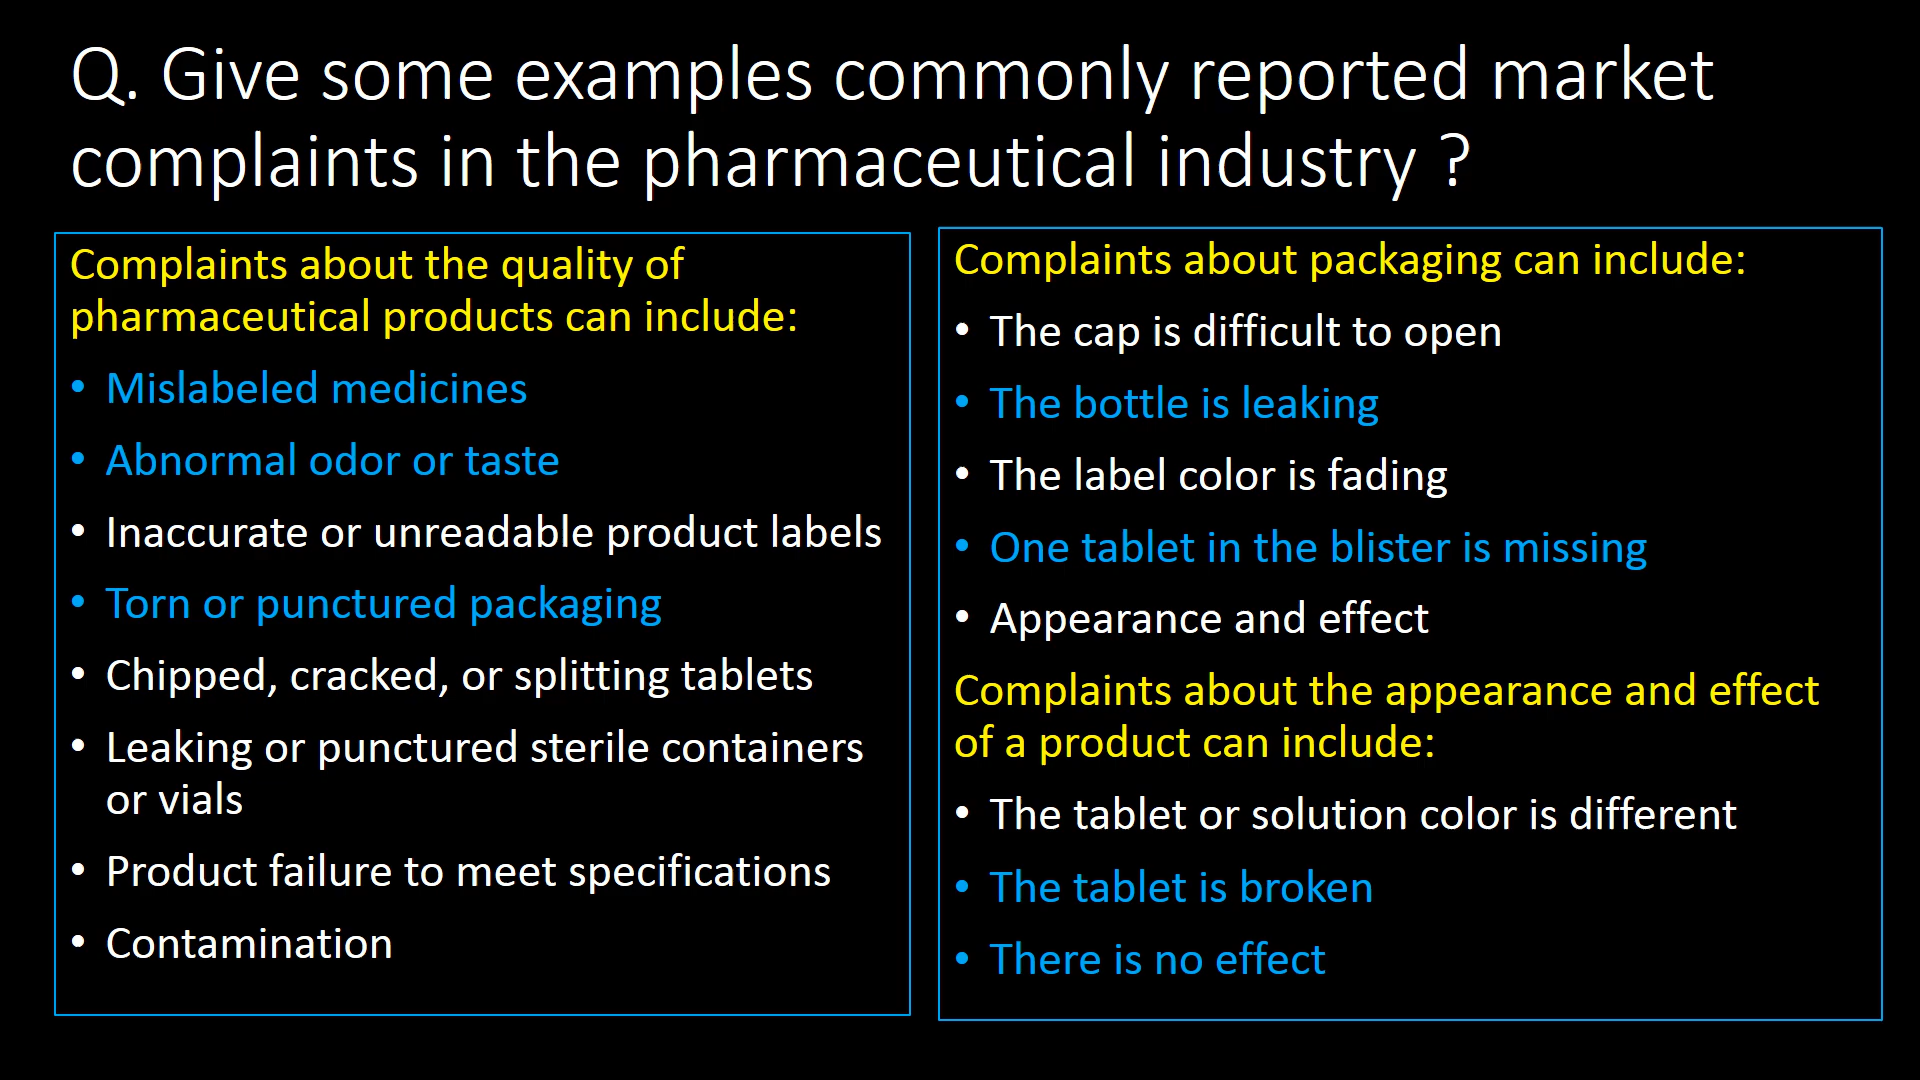 Q. Give some examples commonly reported market
complaints in the pharmaceutical industry ?
Complaints about the quality of
pharmaceutical products can include:
• Mislabeled medicines
• Abnormal odor or taste
• Inaccurate or unreadable product labels
• Torn or punctured packaging
• Chipped, cracked, or splitting tablets
• Leaking or punctured sterile containers
or vials
• Product failure to meet specifications
• Contamination
Complaints about packaging can include:
• The cap is difficult to open
• The bottle is leaking
• The label color is fading
• One tablet in the blister is missing
• Appearance and effect
Complaints about the appearance and effect
of a product can include:
• The tablet or solution color is different
• The tablet is broken
• There is no effect